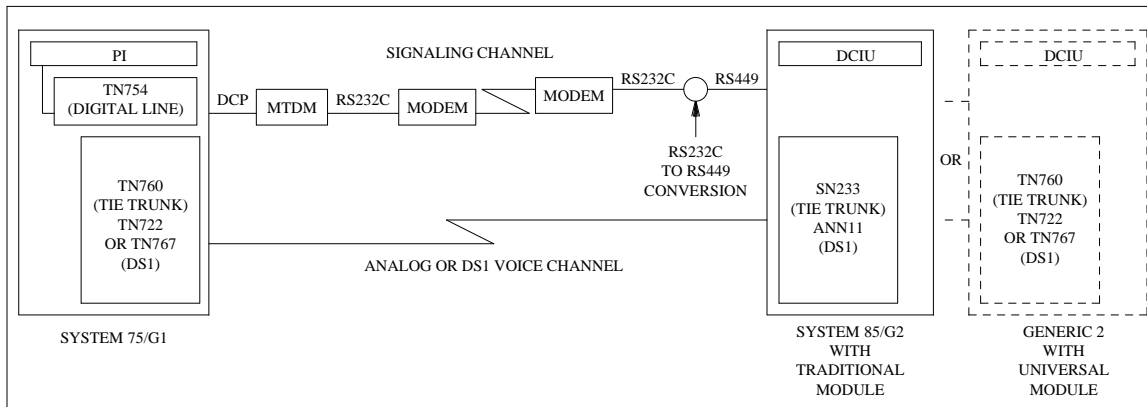 PI
TN754
(DIGITAL LINE)
TN760
(TIE TRUNK)
TN722
OR TN767
(DS1)
SYSTEM 75/G1
SIGNALING CHANNEL
DCP
MTDM
RS232C
MODEM
MODEM
RS232C
RS449
RS232C
TO RS449
CONVERSION
ANALOG OR DS1 VOICE CHANNEL
DCIU
SN233
(TIE TRUNK)
ANN11
(DS1)
SYSTEM 85/G2
WITH
TRADITIONAL
MODULE
OR
DCIU
TN760
(TIE TRUNK)
TN722
OR TN767
(DS1)
GENERIC 2
WITH
UNIVERSAL
MODULE